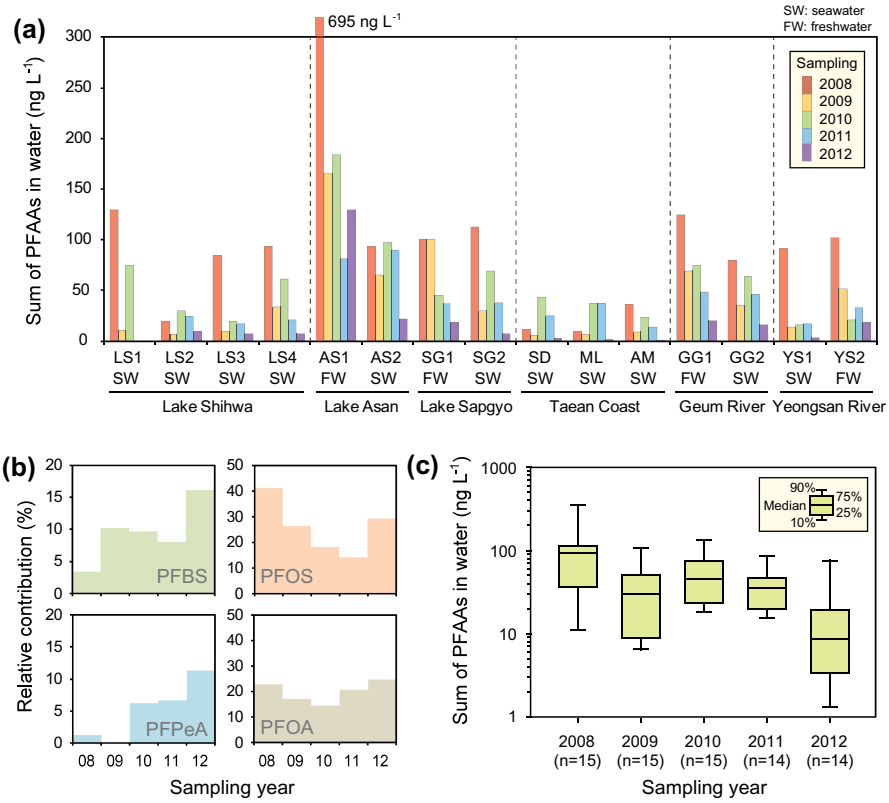 (a)
695 ng L-1
SW: seawater
FW: freshwater
Sum of PFAAs in water (ng L-1)
300
250
200
150
100
50
0
Sampling
2008
2009
2010
2011
2012
LS1 LS2 LS3 LS4 AS1 AS2 SG1 SG2 SD ML AM GG1 GG2 YS1 YS2
SW SW SW SW FW SW FW SW SW SW SW FW SW SW FW
Lake Shihwa Lake Asan Lake Sapgyo Taean Coast Geum River Yeongsan River
(b)
Relative contribution (%)
20
15
10
5
0
PFBS
50
40
30
20
10
0
PFOS
20
15
10
5
0
PFPeA
50
40
30
20
10
0
PFOA
08 09 10 11 12 08 09 10 11 12
Sampling year
(c)
Sum of PFAAs in water (ng L-1)
1000
100
10
1
90%
75%
Median
25%
10%
2008 2009 2010 2011 2012
(n=15) (n=15) (n=15) (n=14) (n=14)
Sampling year